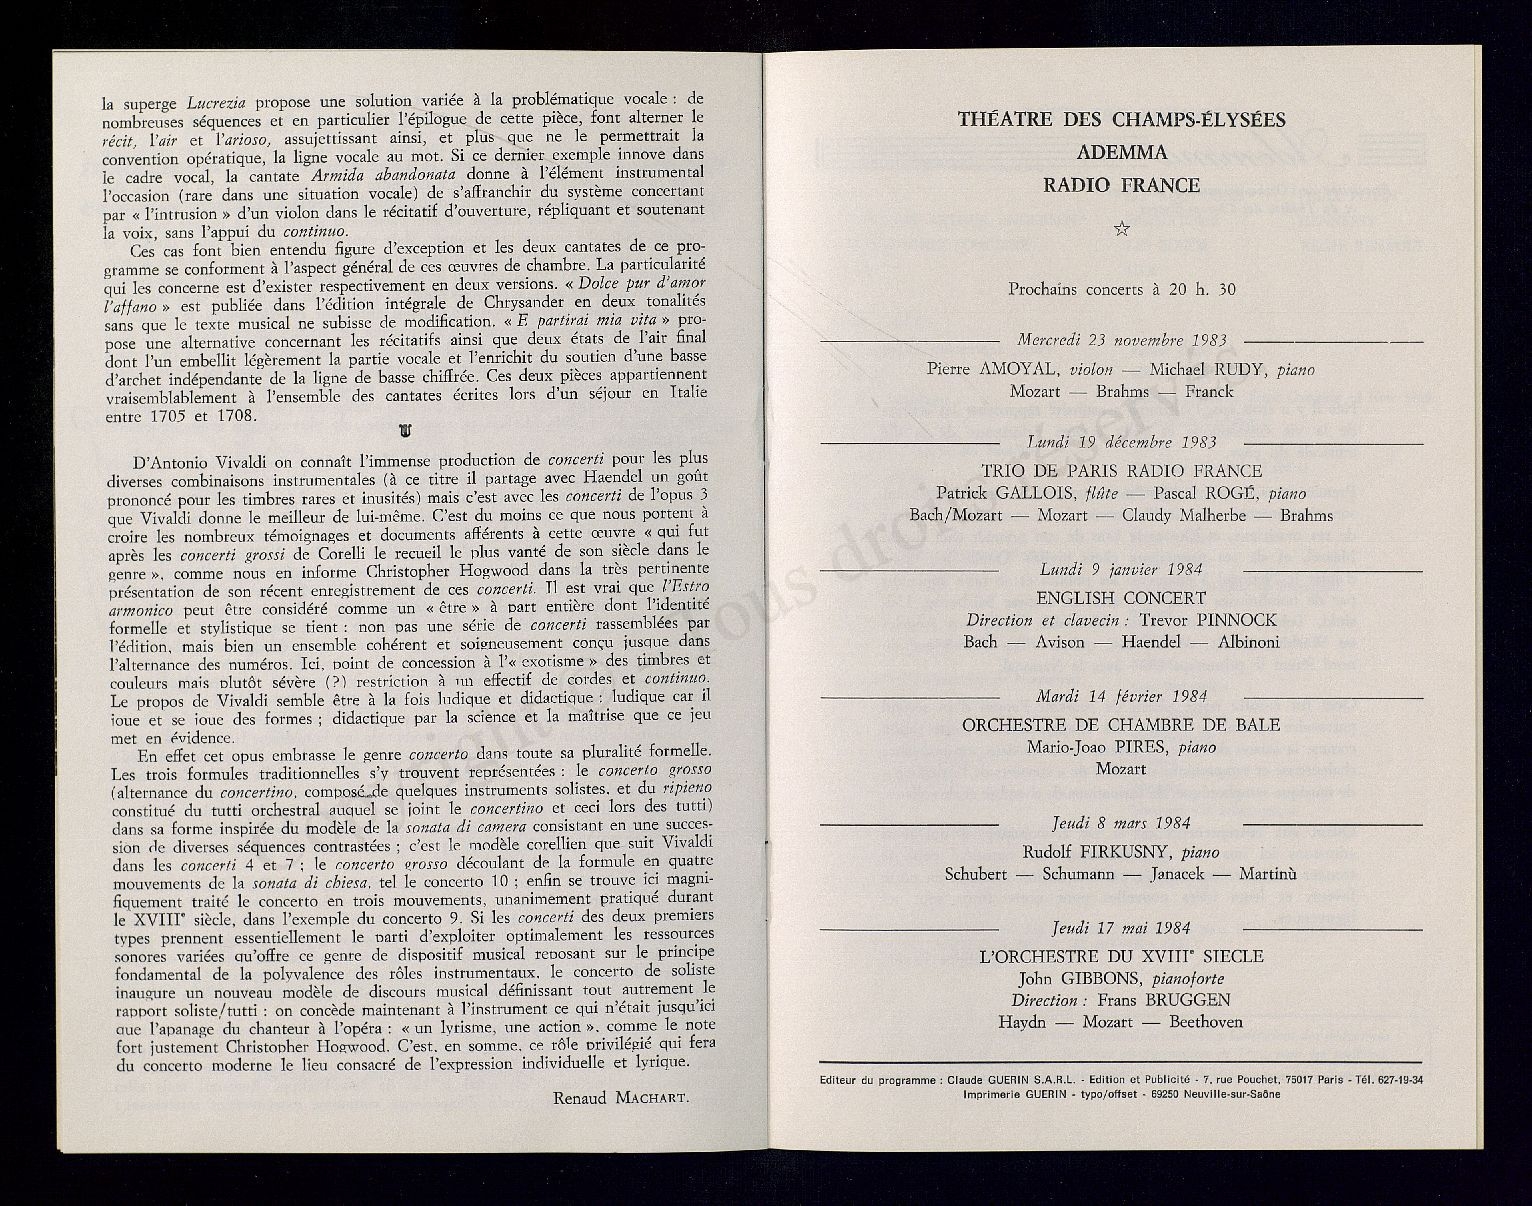 la superge Lucrezia propose une solution variée à la problématique vocale : de
nombreuses séquences et en particulier l'épilogue de cette pièce, font alterner le
récit, l'air et l'arioso, assujettissant ainsi, et plus que ne le permettrait la
convention opératique, la ligne vocale au mot. Si ce dernier exemple innove dans
le cadre vocal, la cantate Armida abandonata donne à l'élément instrumental
l'occasion (rare dans une situation vocale) de s'affranchir du système concertant
par « l'intrusion » d'un violon dans le récitatif d'ouverture, répliquant et soutenant
la voix, sans l'appui du continuo.
Ces cas font bien entendu figure d'exception et les deux cantates de ce pro-
gramme se conforment à l'aspect général de ces œuvres de chambre. La particularité
qui les concerne est d'exister respectivement en deux versions. « Dolce pur d'amor
l'affano » est publiée dans l'édition intégrale de Chrysander en deux tonalités
sans que le texte musical ne subisse de modification. « E partirai mia vita » pro-
pose une alternative concernant les récitatifs ainsi que deux états de l'air final
dont l'un embellit légèrement la partie vocale et l'enrichit du soutien d'une basse
d'archet indépendante de la ligne de basse chiffrée. Ces deux pièces appartiennent
vraisemblablement à l'ensemble des cantates écrites lors d'un séjour en Italie
entre 1705 et 1708.
D'Antonio Vivaldi on connaît l'immense production de concerti pour les plus
diverses combinaisons instrumentales (à ce titre il partage avec Haendel un goût
prononcé pour les timbres rares et inusités) mais c'est avec les concerti de l'opus 3
que Vivaldi donne le meilleur de lui-même. C'est du moins ce que nous portent à
croire les nombreux témoignages et documents afférents à cette œuvre « qui fut
après les concerti grossi de Corelli le recueil le plus vanté de son siècle dans le
genre », comme nous en informe Christopher Hogwood dans la très pertinente
présentation de son récent enregistrement de ces concerti. Il est vrai que l'Estro
armonico peut être considéré comme un « être » à part entière dont l'identité
formelle et stylistique se tient : non pas une série de concerti rassemblées par
l'édition, mais bien un ensemble cohérent et soigneusement conçu jusque dans
l'alternance des numéros. Ici, point de concession à l'« exotisme » des timbres et
couleurs mais plutôt sévère (?) restriction à un effectif de cordes et continuo.
Le propos de Vivaldi semble être à la fois ludique et didactique : ludique car il
joue et se joue des formes ; didactique par la science et la maîtrise que ce jeu
met en évidence.
En effet cet opus embrasse le genre concerto dans toute sa pluralité formelle.
Les trois formules traditionnelles s'y trouvent représentées : le concerto grosso
(alternance du concertino, composé de quelques instruments solistes, et du ripieno
constitué du tutti orchestral auquel se joint le concertino et ceci lors des tutti)
dans sa forme inspirée du modèle de la sonata di camera consistant en une succes-
sion de diverses séquences contrastées ; c'est le modèle corellien que suit Vivaldi
dans les concerti 4 et 7 ; le concerto grosso découlant de la formule en quatre
mouvements de la sonata di chiesa, tel le concerto 10 ; enfin se trouve ici magni-
fiquement traité le concerto en trois mouvements, unanimement pratiqué durant
le XVIIIe siècle, dans l'exemple du concerto 9. Si les concerti des deux premiers
types prennent essentiellement le parti d'exploiter optimalement les ressources
sonores variées qu'offre ce genre de dispositif musical reposant sur le principe
fondamental de la polyvalence des rôles instrumentaux, le concerto de soliste
inaugure un nouveau modèle de discours musical définissant tout autrement le
rapport soliste/tutti : on concède maintenant à l'instrument ce qui n'était jusqu'ici
que l'apanage du chanteur à l'opéra : « un lyrisme, une action », comme le note
fort justement Christopher Hogwood. C'est, en somme, ce rôle privilégié qui fera
du concerto moderne le lieu consacré de l'expression individuelle et lyrique.
Renaud MACHART.
THÉATRE DES CHAMPS-ÉLYSÉES
ADEMMA
RADIO FRANCE
Prochains concerts à 20 h. 30
Mercredi 23 novembre 1983
Pierre AMOYAL, violon — Michael RUDY, piano
Mozart — Brahms — Franck
Lundi 19 décembre 1983
TRIO DE PARIS RADIO FRANCE
Patrick GALLOIS, flûte — Pascal ROGÉ, piano
Bach/Mozart — Mozart — Claudy Malherbe — Brahms
Lundi 9 janvier 1984
ENGLISH CONCERT
Direction et clavecin : Trevor PINNOCK
Bach — Avison — Haendel — Albinoni
Mardi 14 février 1984
ORCHESTRE DE CHAMBRE DE BALE
Mario-Joao PIRES, piano
Mozart
Jeudi 8 mars 1984
Rudolf FIRKUSNY, piano
Schubert — Schumann — Janacek — Martinù
Jeudi 17 mai 1984
L'ORCHESTRE DU XVIIIe SIECLE
John GIBBONS, pianoforte
Direction : Frans BRUGGEN
Haydn — Mozart — Beethoven
Editeur du programme : Claude GUERIN S.A.R.L. - Edition et Publicité - 7, rue Pouchet, 75017 Paris - Tél. 627-19-34
Imprimerie GUERIN - typo/offset - 69250 Neuville-sur-Saône